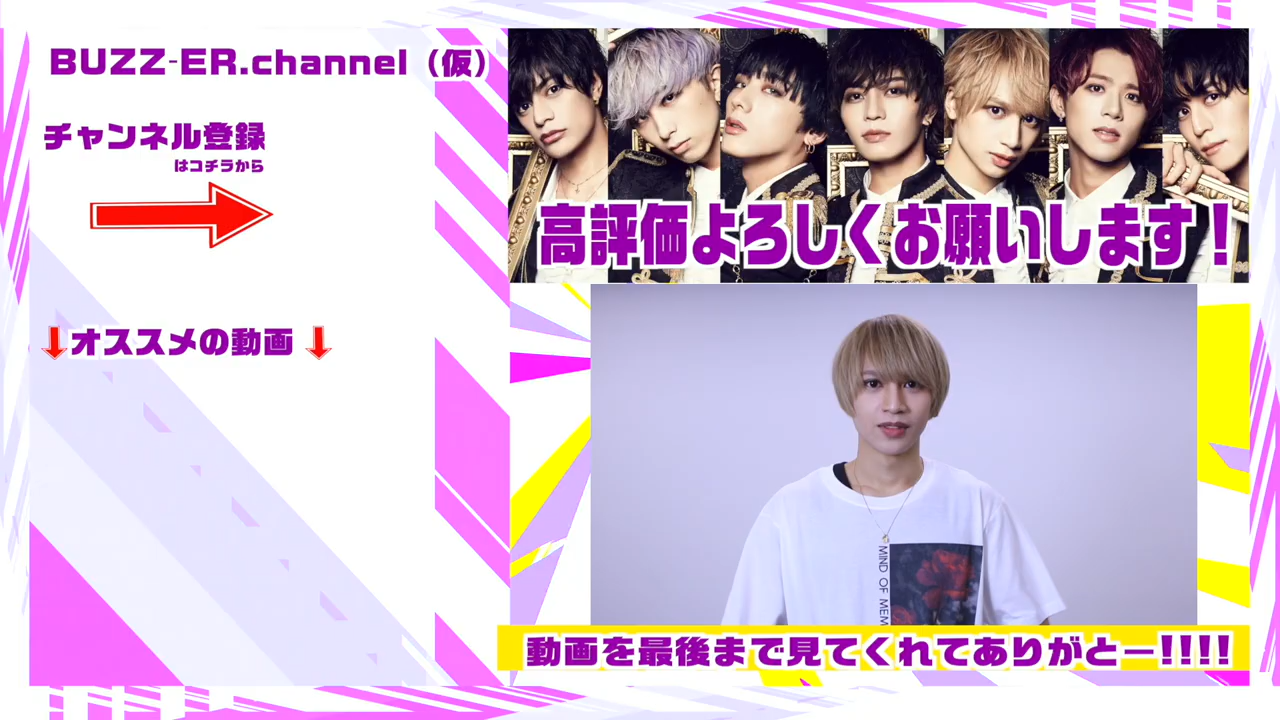 BUZZ-ER.channel（仮）
チャンネル登録
はコチラから
オススメの動画
高評価よろしくお願いします！
MIND OF MEM
動画を最後まで見てくれてありがとー!!!!